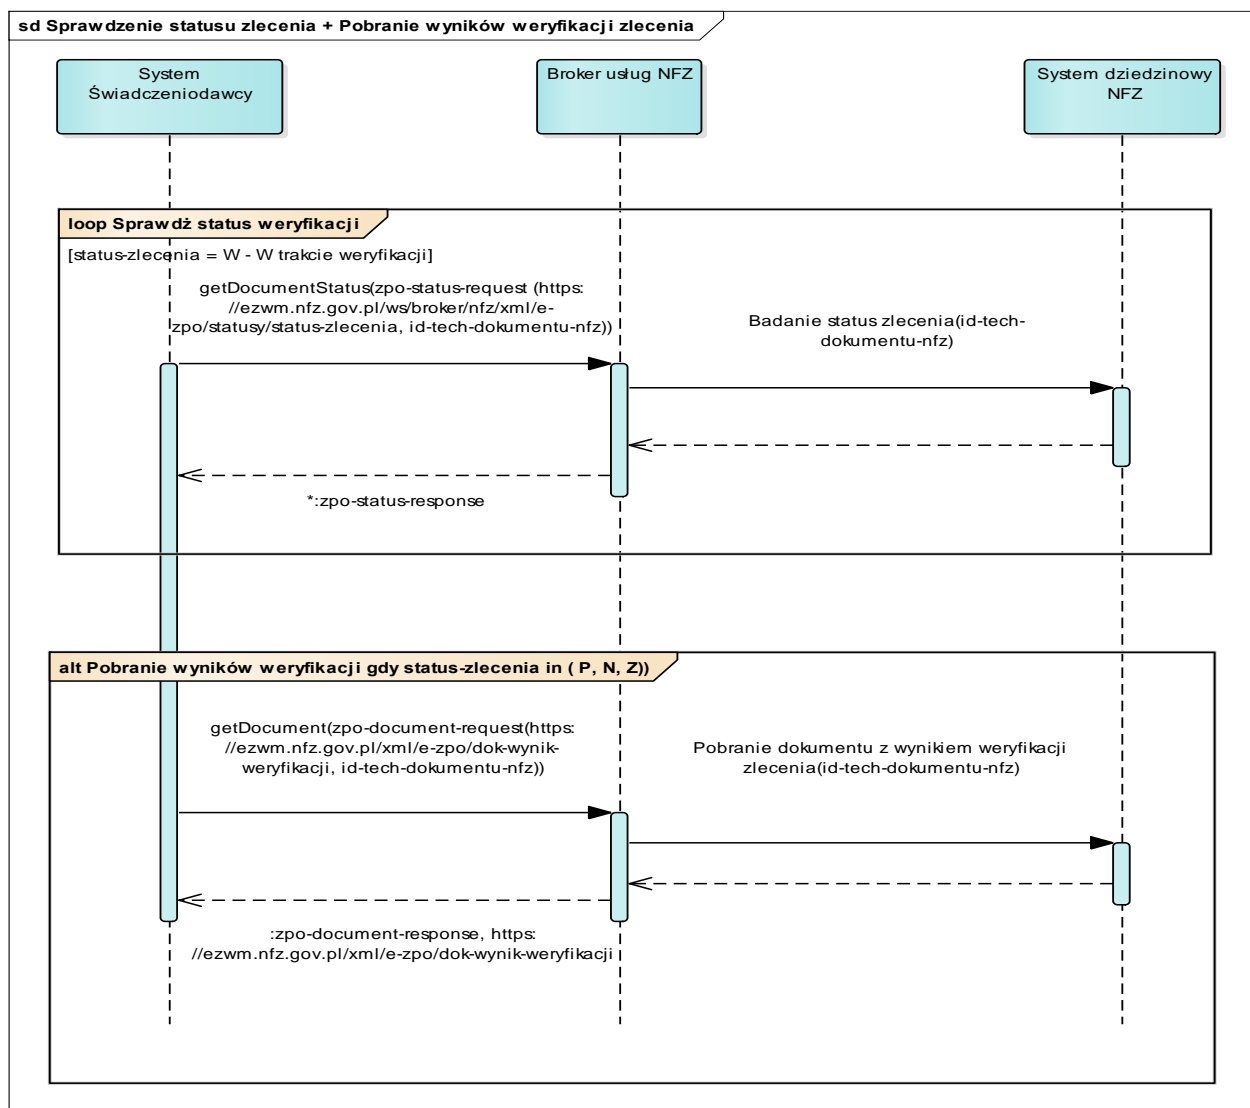 sd Sprawdzenie statusu zlecenia + Pobranie wyników weryfikacji zlecenia
System
Świadczeniodawcy
Broker usług NFZ
System dziedzinowy
NFZ
loop Sprawdż status weryfikacji
[status-zlecenia = W - W trakcie weryfikacji]
getDocumentStatus(zpo-status-request (https:
//ezwm.nfz.gov.pl/ws/broker/nfz/xml/e-
zpo/statusy/status-zlecenia, id-tech-dokumentu-nfz))
Badanie status zlecenia(id-tech-
dokumentu-nfz)
*:zpo-status-response
alt Pobranie wyników weryfikacji gdy status-zlecenia in ( P, N, Z))
getDocument(zpo-document-request(https:
//ezwm.nfz.gov.pl/xml/e-zpo/dok-wynik-
weryfikacji, id-tech-dokumentu-nfz))
Pobranie dokumentu z wynikiem weryfikacji
zlecenia(id-tech-dokumentu-nfz)
:zpo-document-response, https:
//ezwm.nfz.gov.pl/xml/e-zpo/dok-wynik-weryfikacji